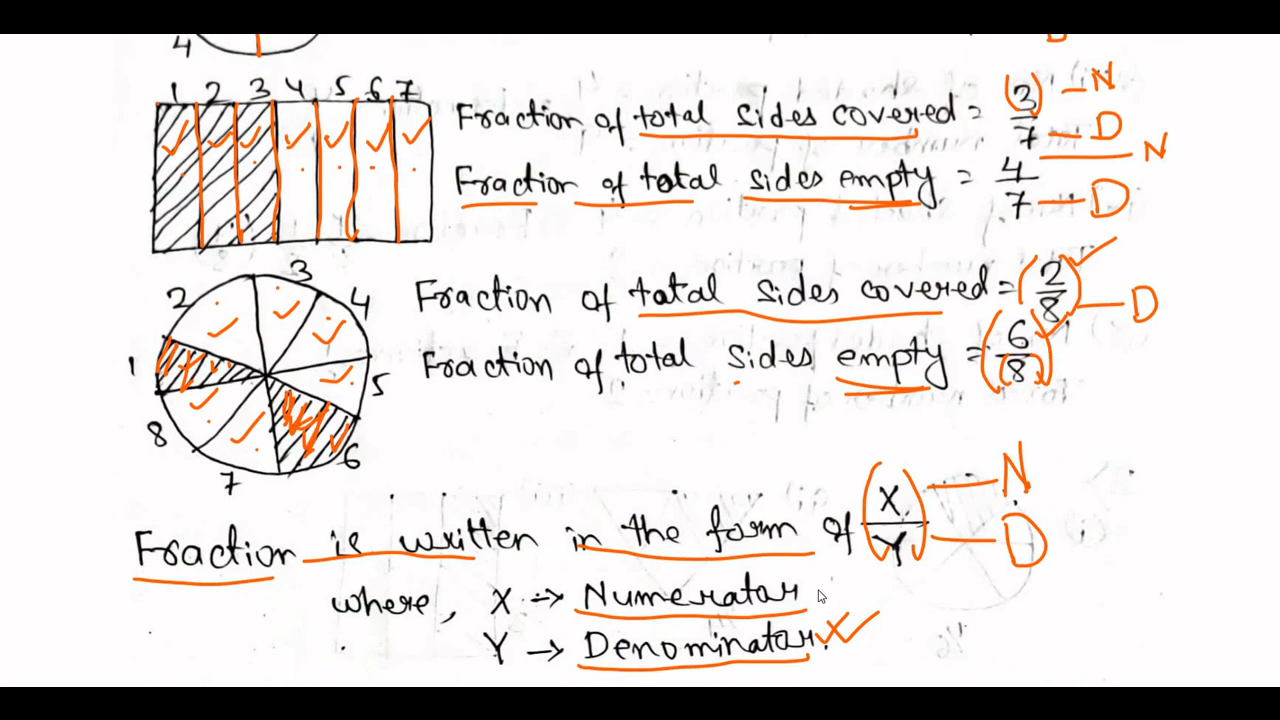 4
D
1 2 3 4 5 6 7
Fraction of total sides covered = 3/7 - N - D
Fraction of total sides empty = 4/7 - N - D
2 3 4
Fraction of total sides covered = (2/8) - D
1 5
Fraction of total sides empty = (6/8)
8 7 6
Fraction is written in the form of (X/Y) - N - D
where, X → Numerator
Y → Denominator.